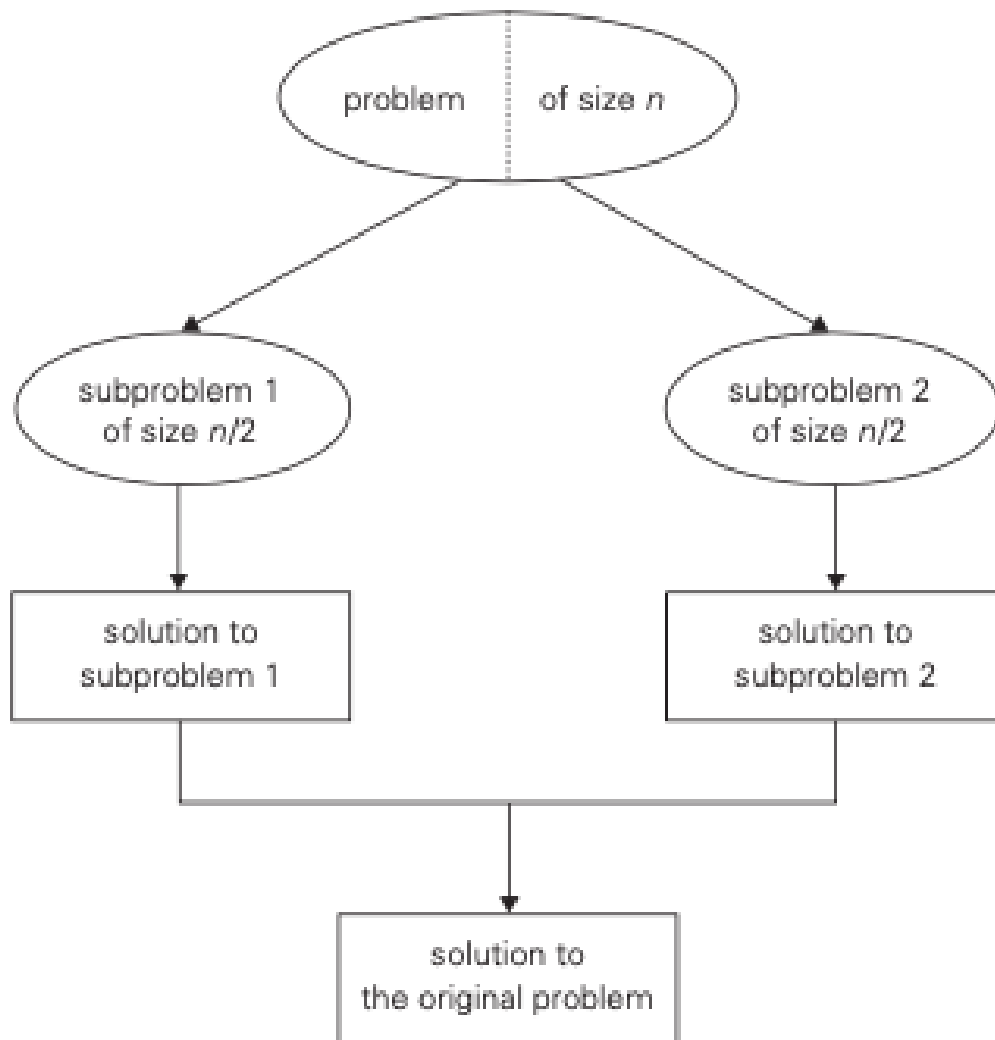 problem of size n
subproblem 1
of size n/2
subproblem 2
of size n/2
solution to
subproblem 1
solution to
subproblem 2
solution to
the original problem